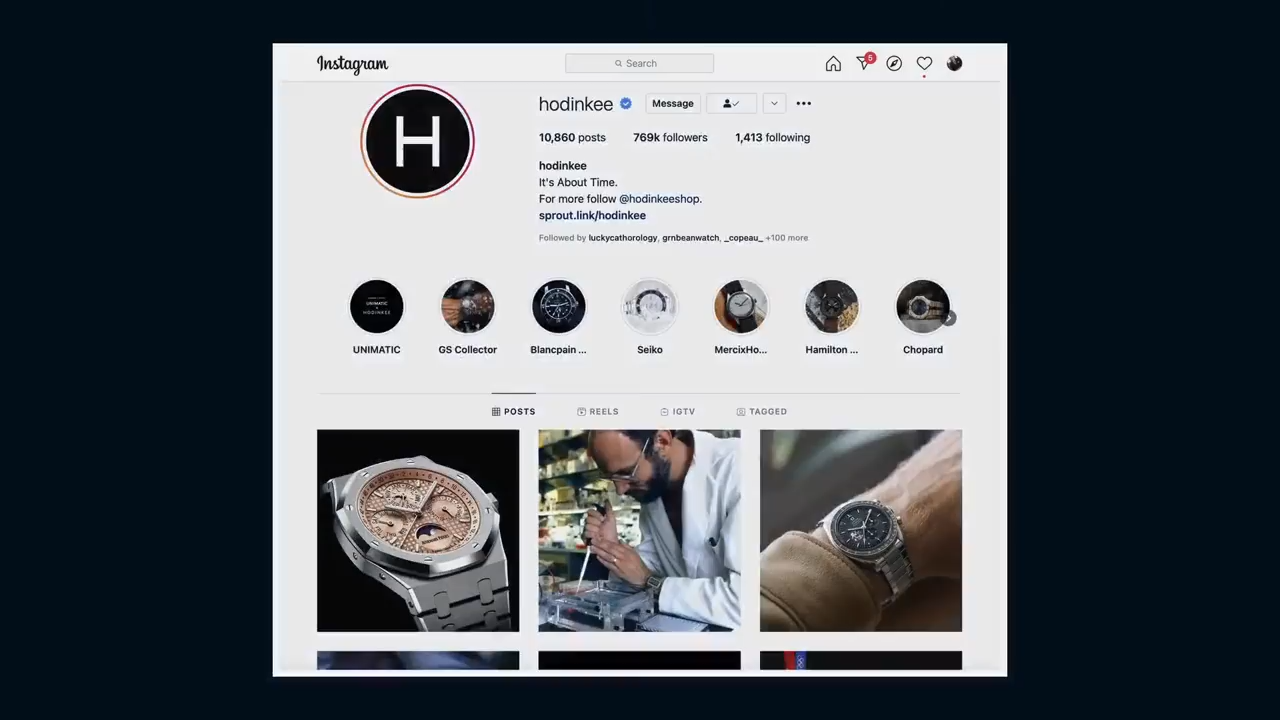 Instagram
Search
5
H
hodinkee
Message
10,860 posts 769k followers 1,413 following
hodinkee
It's About Time.
For more follow @hodinkeeshop.
sprout.link/hodinkee
Followed by luckycathorology, grnbeanwatch, _copeau_ +100 more
UNIMATIC
HODINKEE
UNIMATIC GS Collector Blancpain ... Seiko MercixHo... Hamilton ... Chopard
POSTS REELS IGTV TAGGED